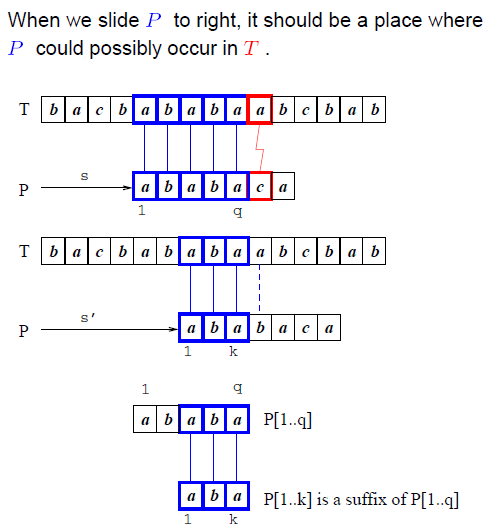 When we slide P to right, it should be a place where
P could possibly occur in T .
T b a c b a b a b a a b c b a b
s
P a b a b a c a
1 q
T b a c b a b a b a a b c b a b
s'
P a b a b a c a
1 k
1 q
a b a b a P[1..q]
a b a P[1..k] is a suffix of P[1..q]
1 k